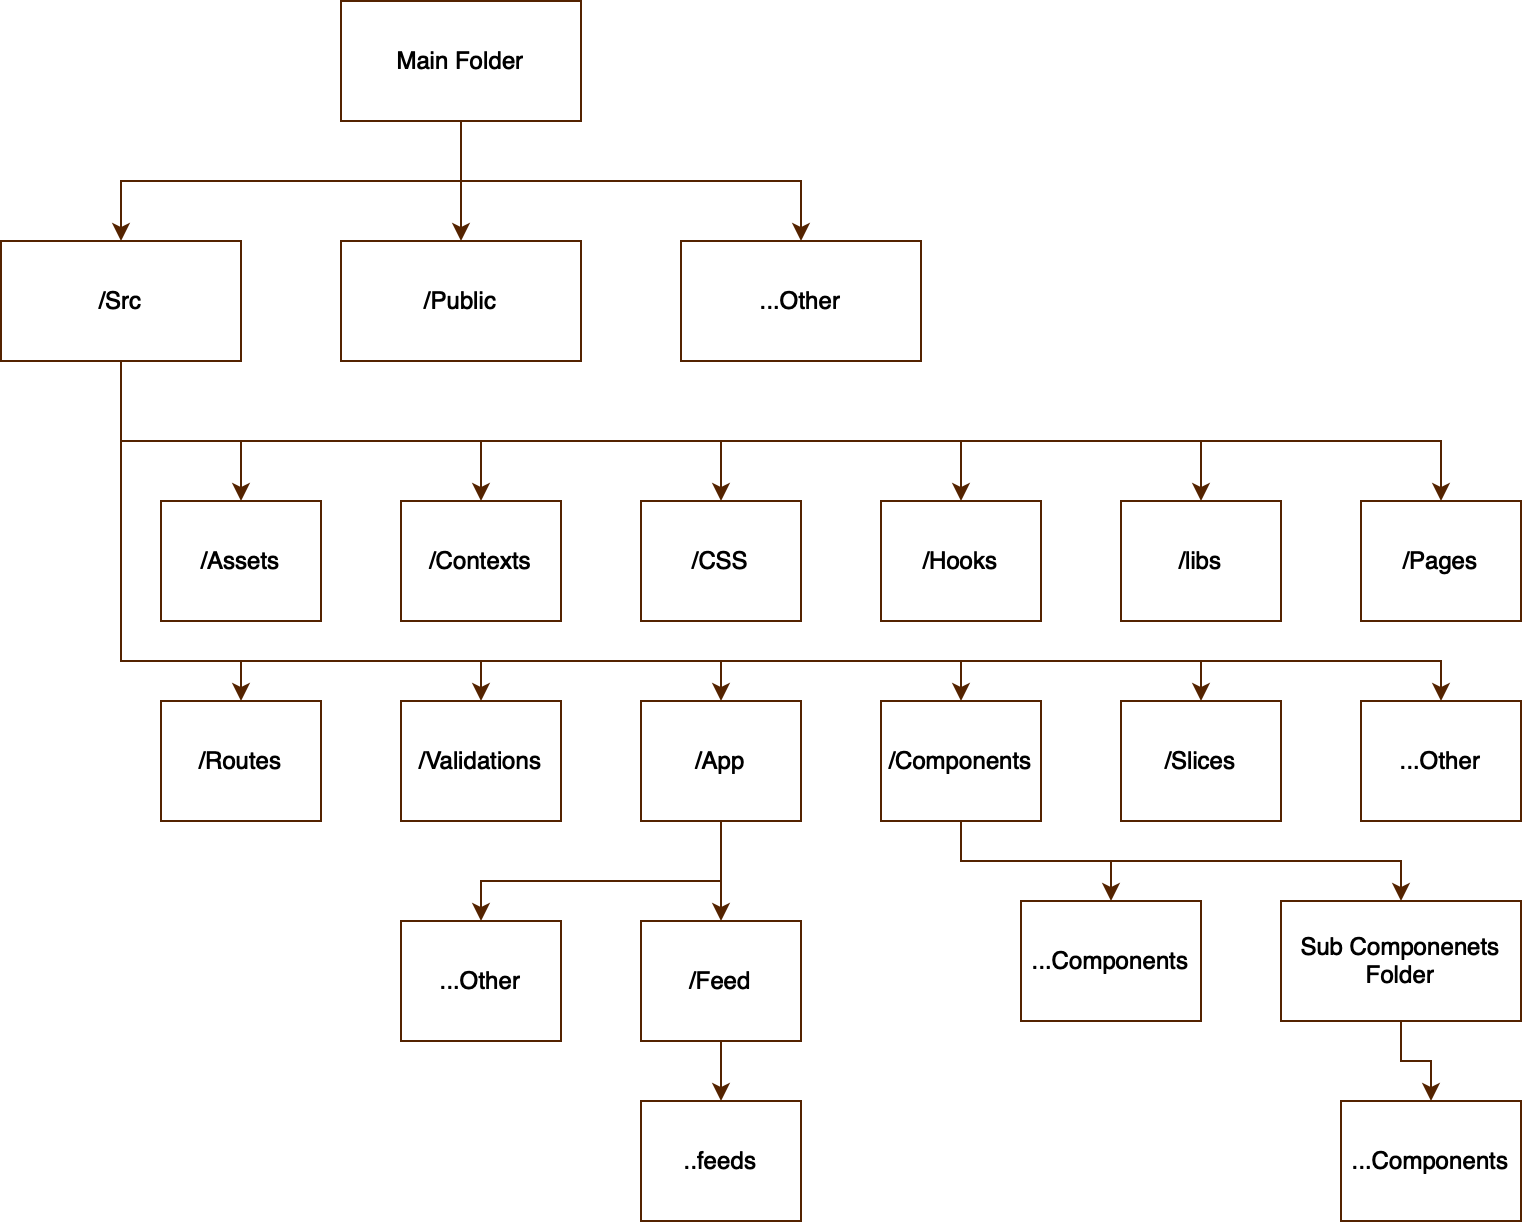 Main Folder
/Src
/Public
...Other
/Assets
/Contexts
/CSS
/Hooks
/libs
/Pages
/Routes
/Validations
/App
/Components
/Slices
...Other
...Other
/Feed
...Components
Sub Componenets
Folder
..feeds
...Components